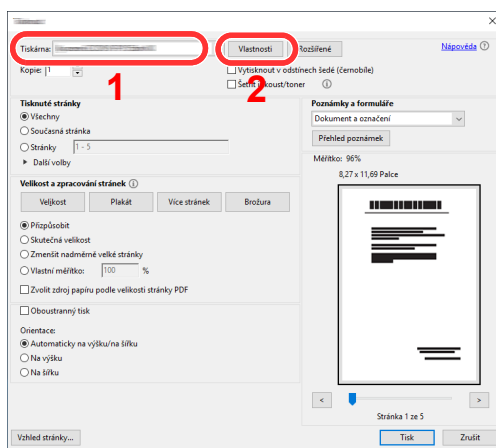 Tiskárna: Vlastnosti Rozšířené Nápověda
Kopie: 1 Vytisknout v odstínech šedé (černobíle)
Šetřit inkoust/toner
1 2
Tisknuté stránky
Všechny
Současná stránka
Stránky 1 - 5
Další volby
Poznámky a formuláře
Dokument a označení
Přehled poznámek
Měřítko: 96%
8,27 x 11,69 Palce
Velikost a zpracování stránek
Velikost Plakát Více stránek Brožura
Přizpůsobit
Skutečná velikost
Zmenšit nadměrně velké stránky
Vlastní měřítko: 100 %
Zvolit zdroj papíru podle velikosti stránky PDF
Oboustranný tisk
Orientace:
Automaticky na výšku/na šířku
Na výšku
Na šířku
< >
Stránka 1 ze 5
Vzhled stránky... Tisk Zrušit